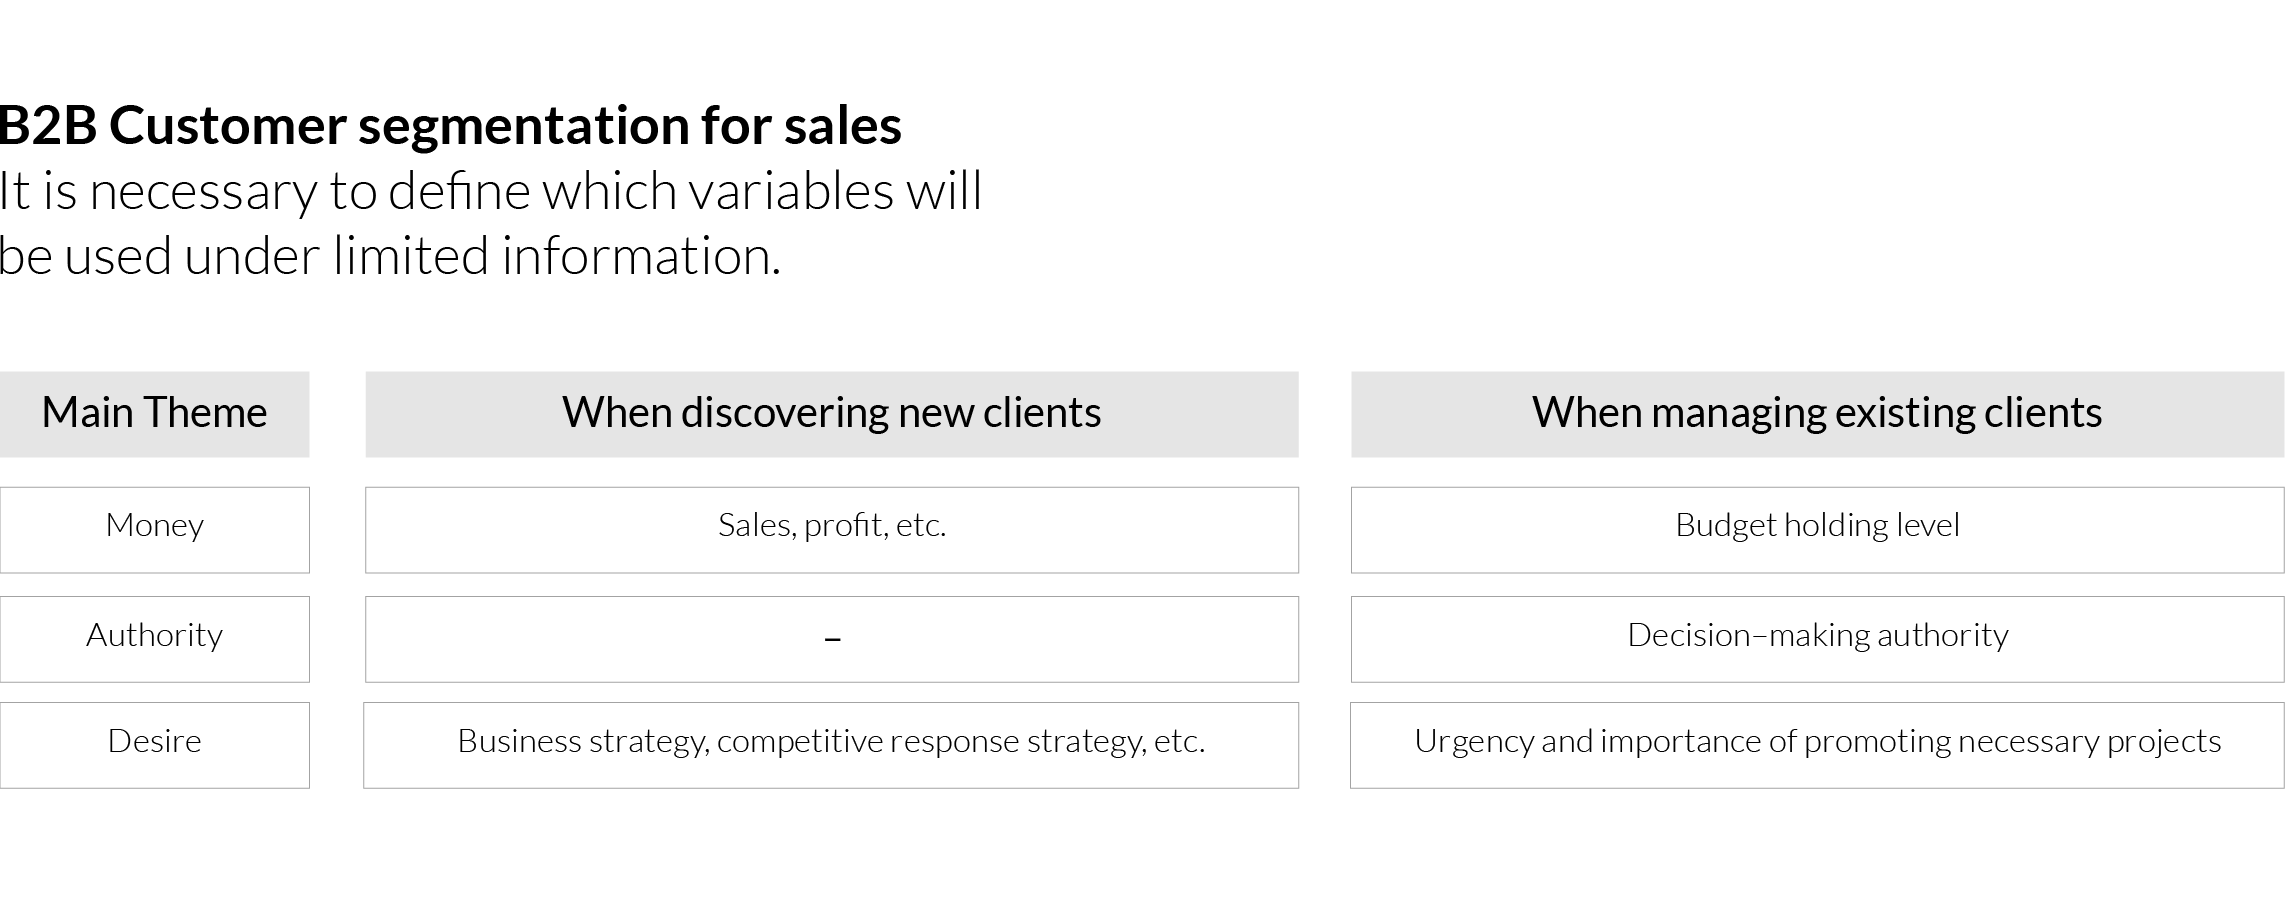 B2B Customer segmentation for sales
It is necessary to define which variables will
be used under limited information.
Main Theme
When discovering new clients
When managing existing clients
Money
Sales, profit, etc.
Budget holding level
Authority
–
Decision–making authority
Desire
Business strategy, competitive response strategy, etc.
Urgency and importance of promoting necessary projects